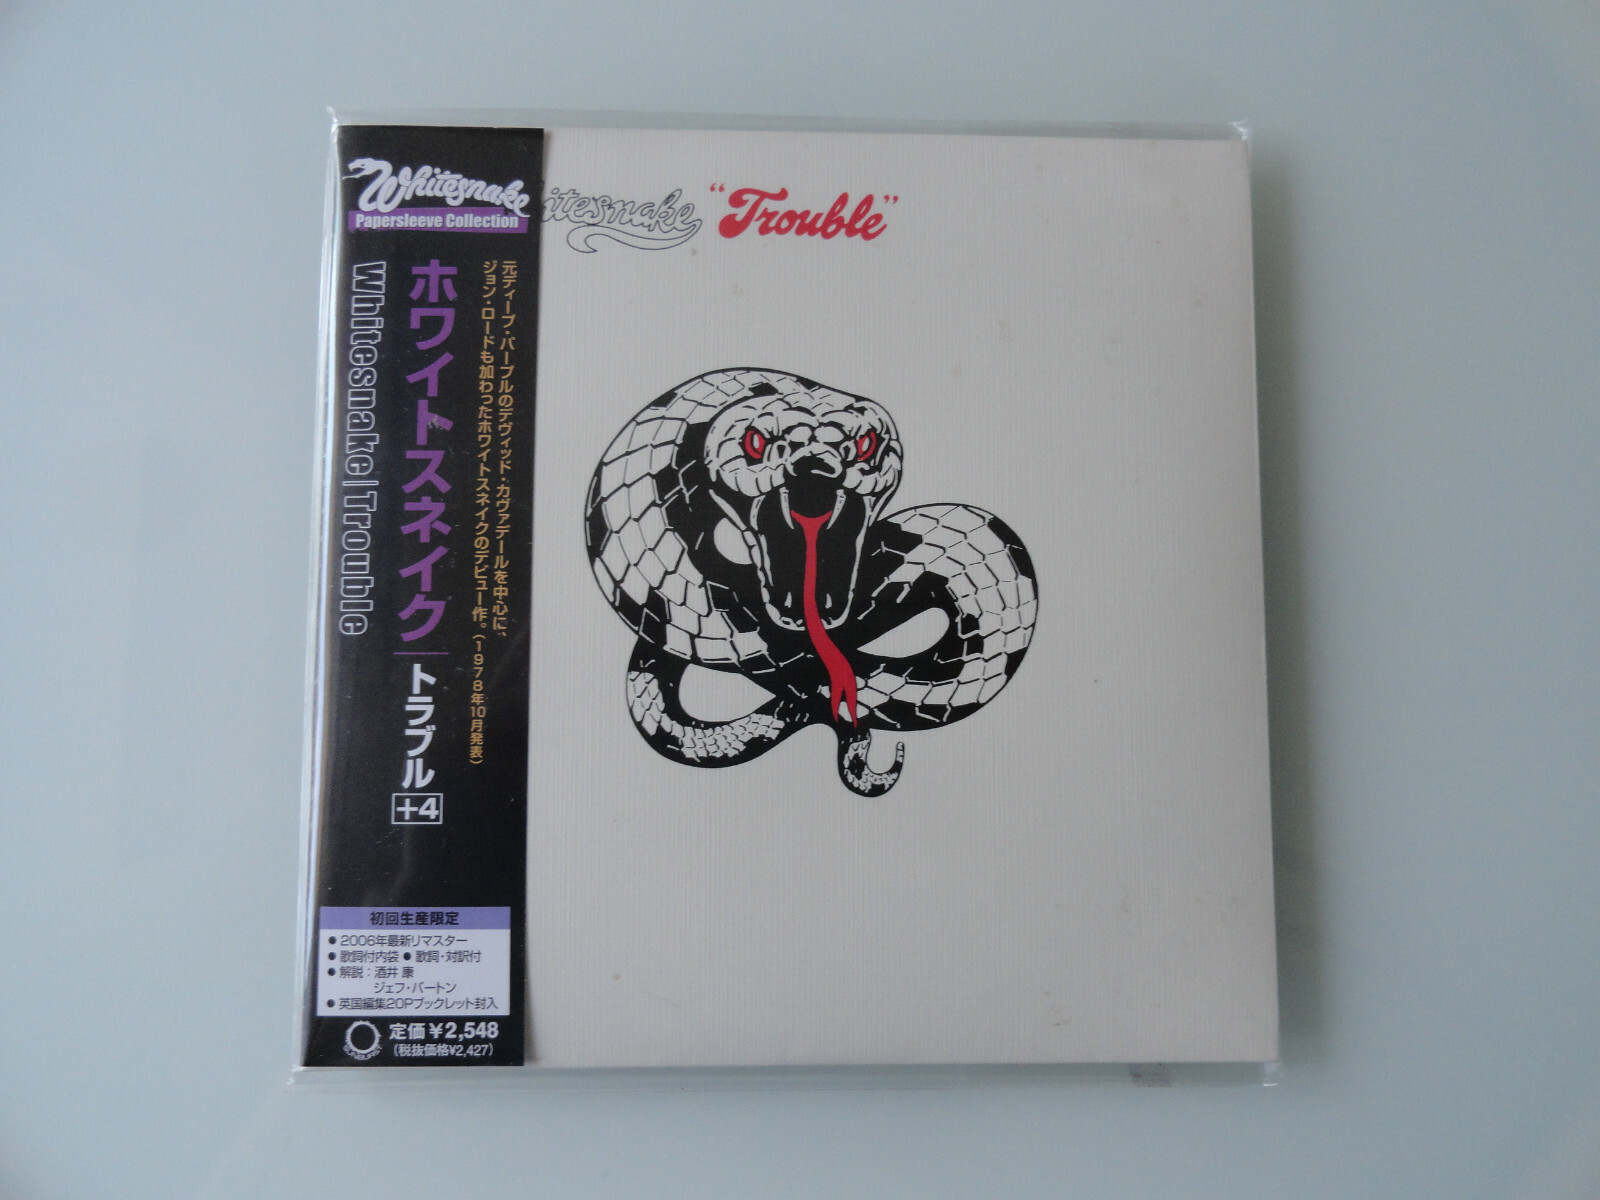 Whitesnake
Papersleeve Collection
元ディープ・パープルのデヴィッド・カヴァデールを中心に、
ジョン・ロードも加わったホワイトスネイクのデビュー作。(1978年10月発表)
ホワイトスネイク|トラブル+4
Whitesnake|Trouble
itesnake "Trouble"
初回生産限定
●2006年最新リマスター
●歌詞付内袋●歌詞・対訳付
●解説:酒井 康
ジェフ・バートン
●英国編集20Pブックレット封入
定価¥2,548
(税抜価格¥2,427)